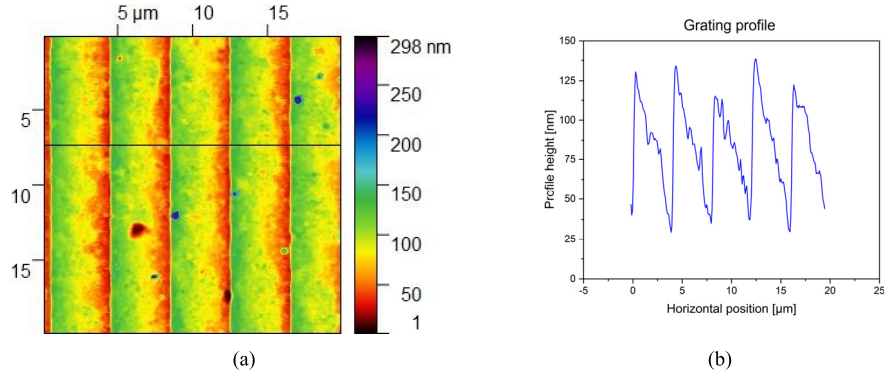 5 µm 10 15
5
10
15
298 nm
250
200
150
100
50
1
(a)
Grating profile
Profile height [nm]
150
125
100
75
50
25
0
-5 0 5 10 15 20 25
Horizontal position [µm]
(b)